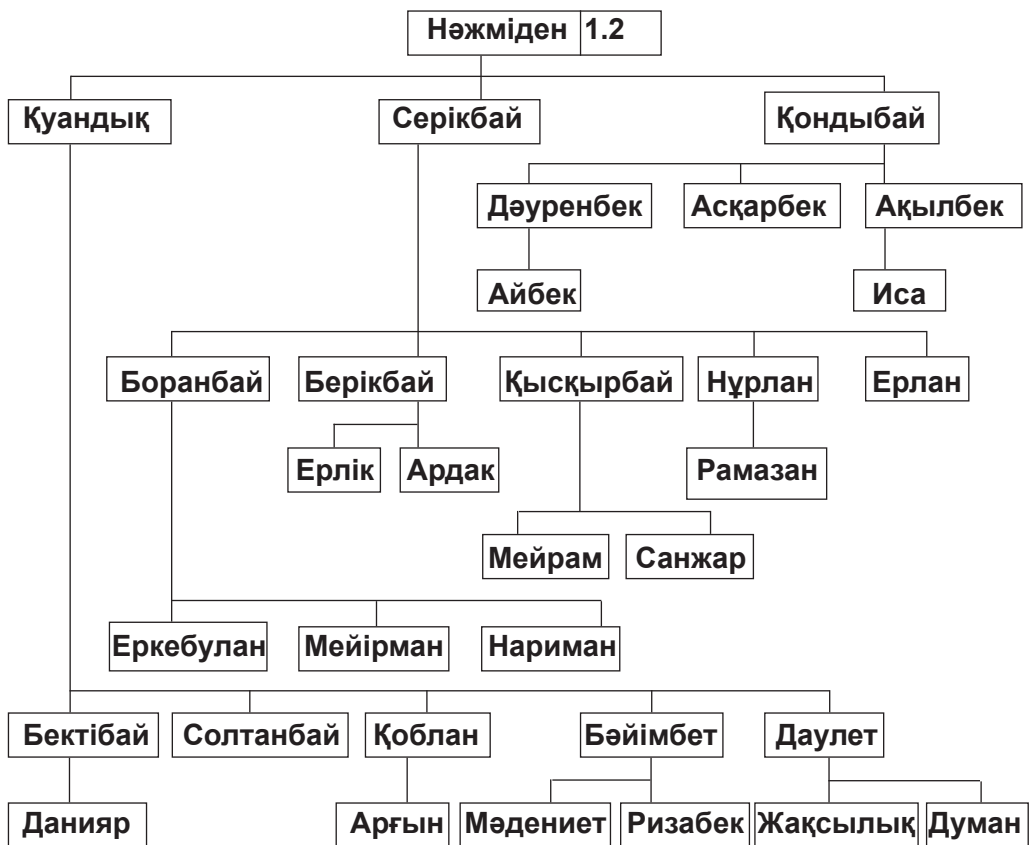 Нәжміден 1.2
Қуандық Серікбай Қондыбай
Дәуренбек Асқарбек Ақылбек
Айбек Иса
Боранбай Берікбай Қысқырбай Нұрлан Ерлан
Ерлік Ардак Рамазан
Мейрам Санжар
Еркебулан Мейірман Нариман
Бектібай Солтанбай Қоблан Бәйімбет Даулет
Данияр Арғын Мәдениет Ризабек Жақсылық Думан